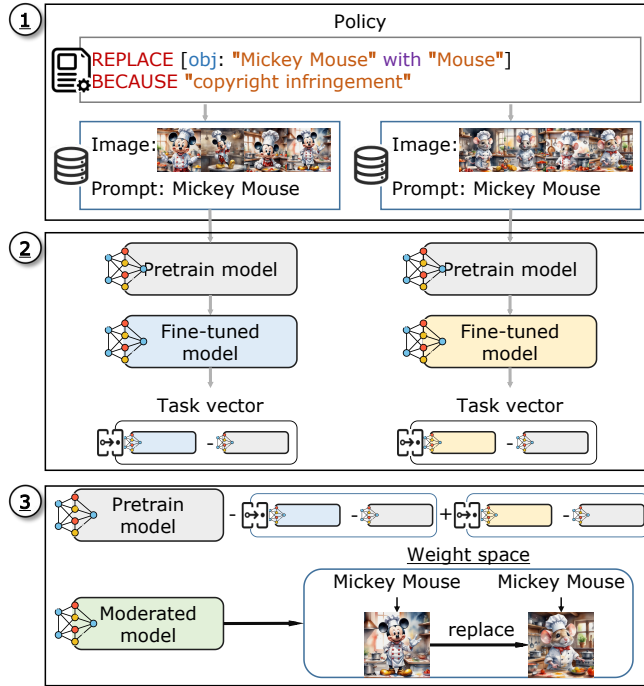 1
Policy
REPLACE [obj: "Mickey Mouse" with "Mouse"]
BECAUSE "copyright infringement"
Image:
Prompt: Mickey Mouse
Image:
Prompt: Mickey Mouse
2
Pretrain model
Pretrain model
Fine-tuned
model
Fine-tuned
model
Task vector
Task vector
-
-
3
Pretrain
model
- - + -
Weight space
Mickey Mouse
Mickey Mouse
replace
Moderated
model